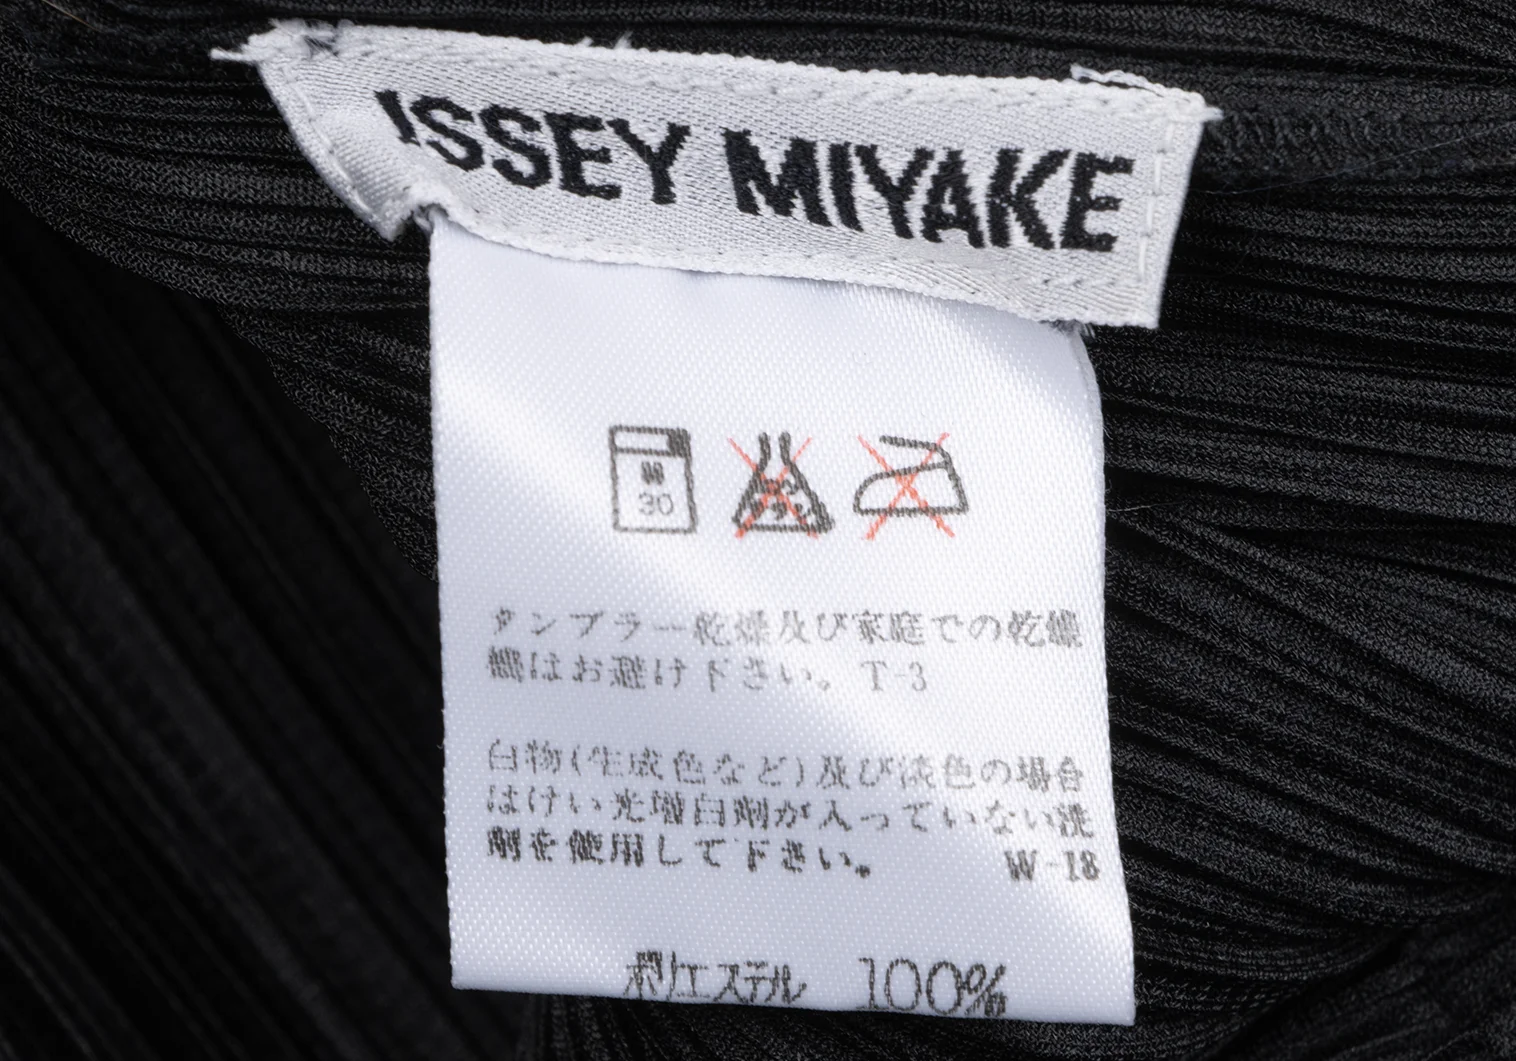 ISSEY MIYAKE
弱
30
タンブラー乾燥及び家庭での乾燥
機はお避け下さい。T-3
白物(生成色など)及び淡色の場合
はけい光増白剤が入っていない洗
剤を使用して下さい。 W-18
ポリエステル 100%